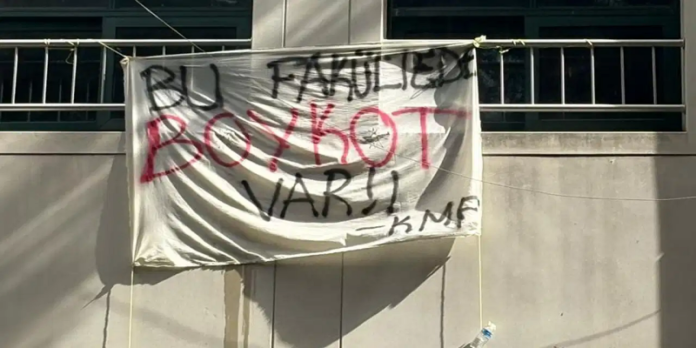 BU FAKÜLTEDE
BOYKOT
VAR!!
-KMF